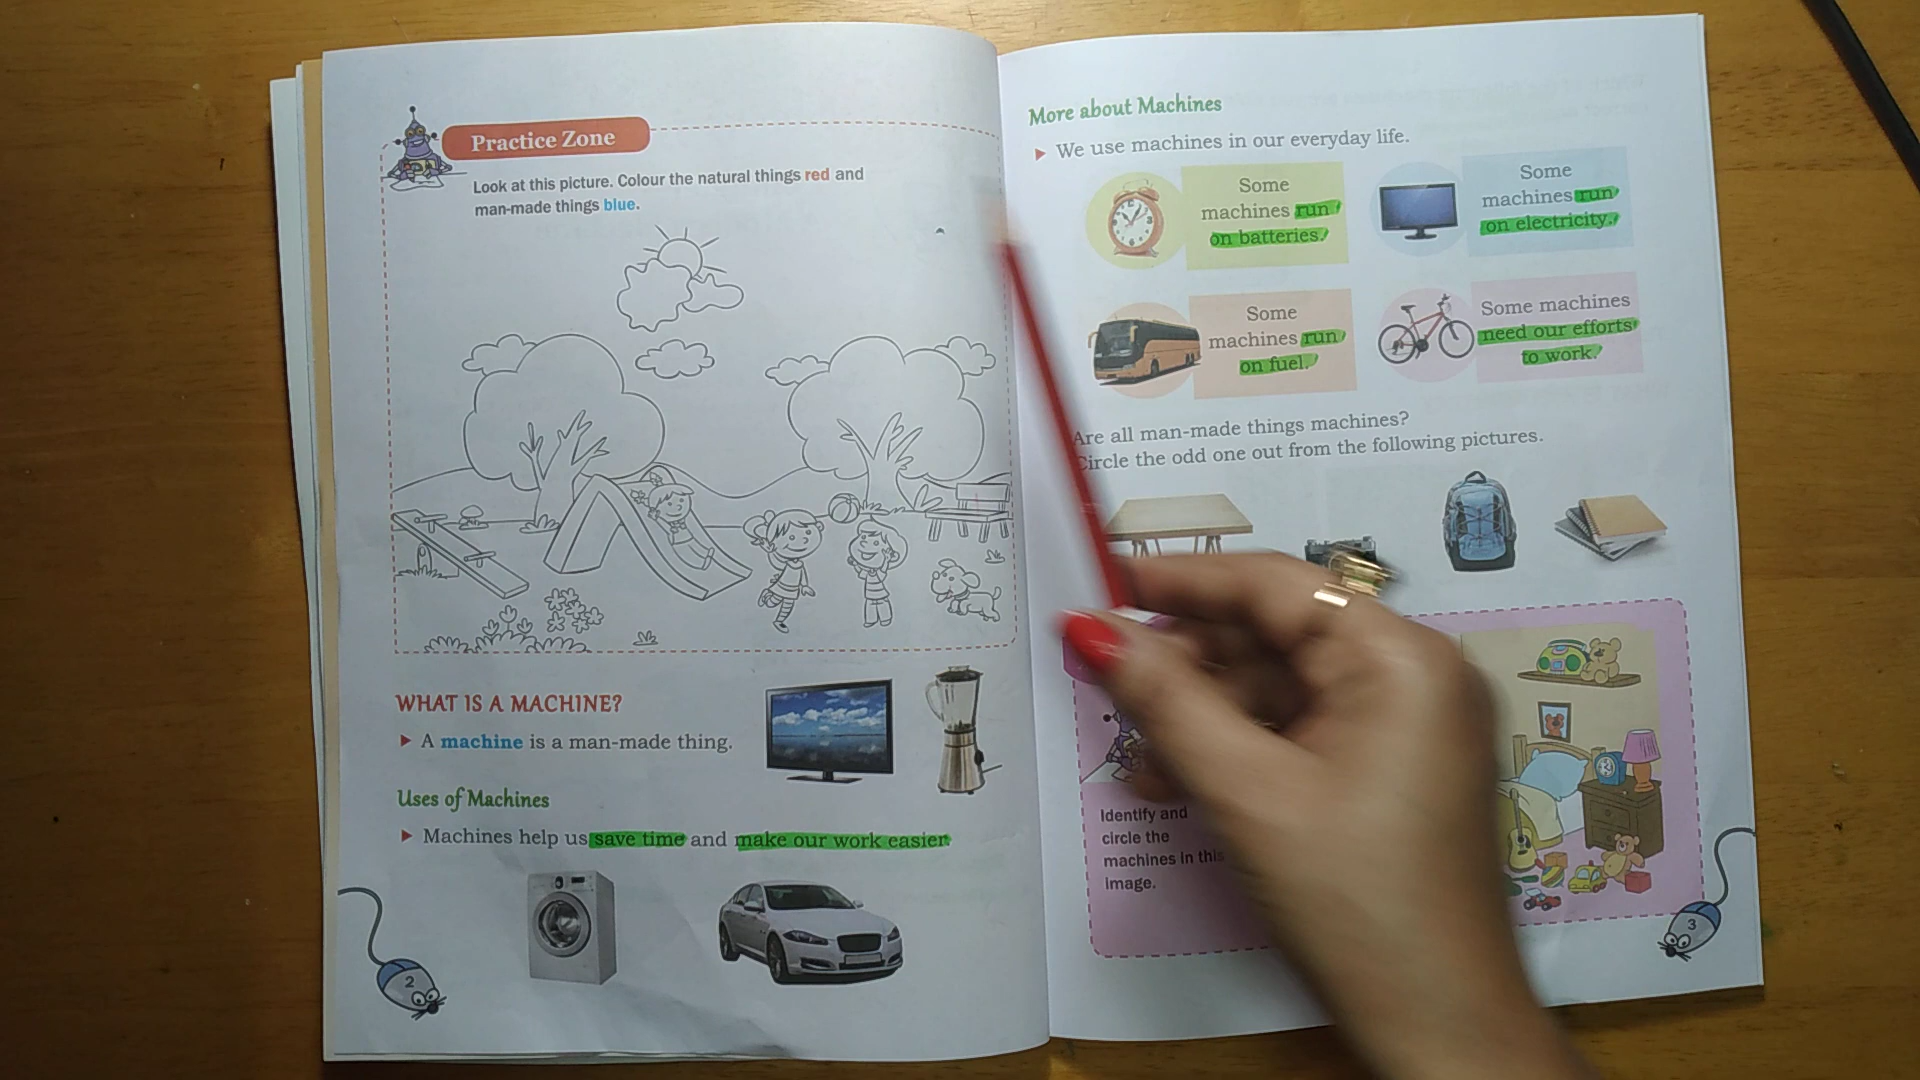 Practice Zone
Look at this picture. Colour the natural things red and
man-made things blue.
WHAT IS A MACHINE?
A machine is a man-made thing.
Uses of Machines
Machines help us save time and make our work easier.
2
More about Machines
We use machines in our everyday life.
Some
machines run
on batteries.
Some
machines run
on electricity.
Some
machines run
on fuel.
Some machines
need our efforts
to work.
Are all man-made things machines?
Circle the odd one out from the following pictures.
Identify and
circle the
machines in this
image.
3